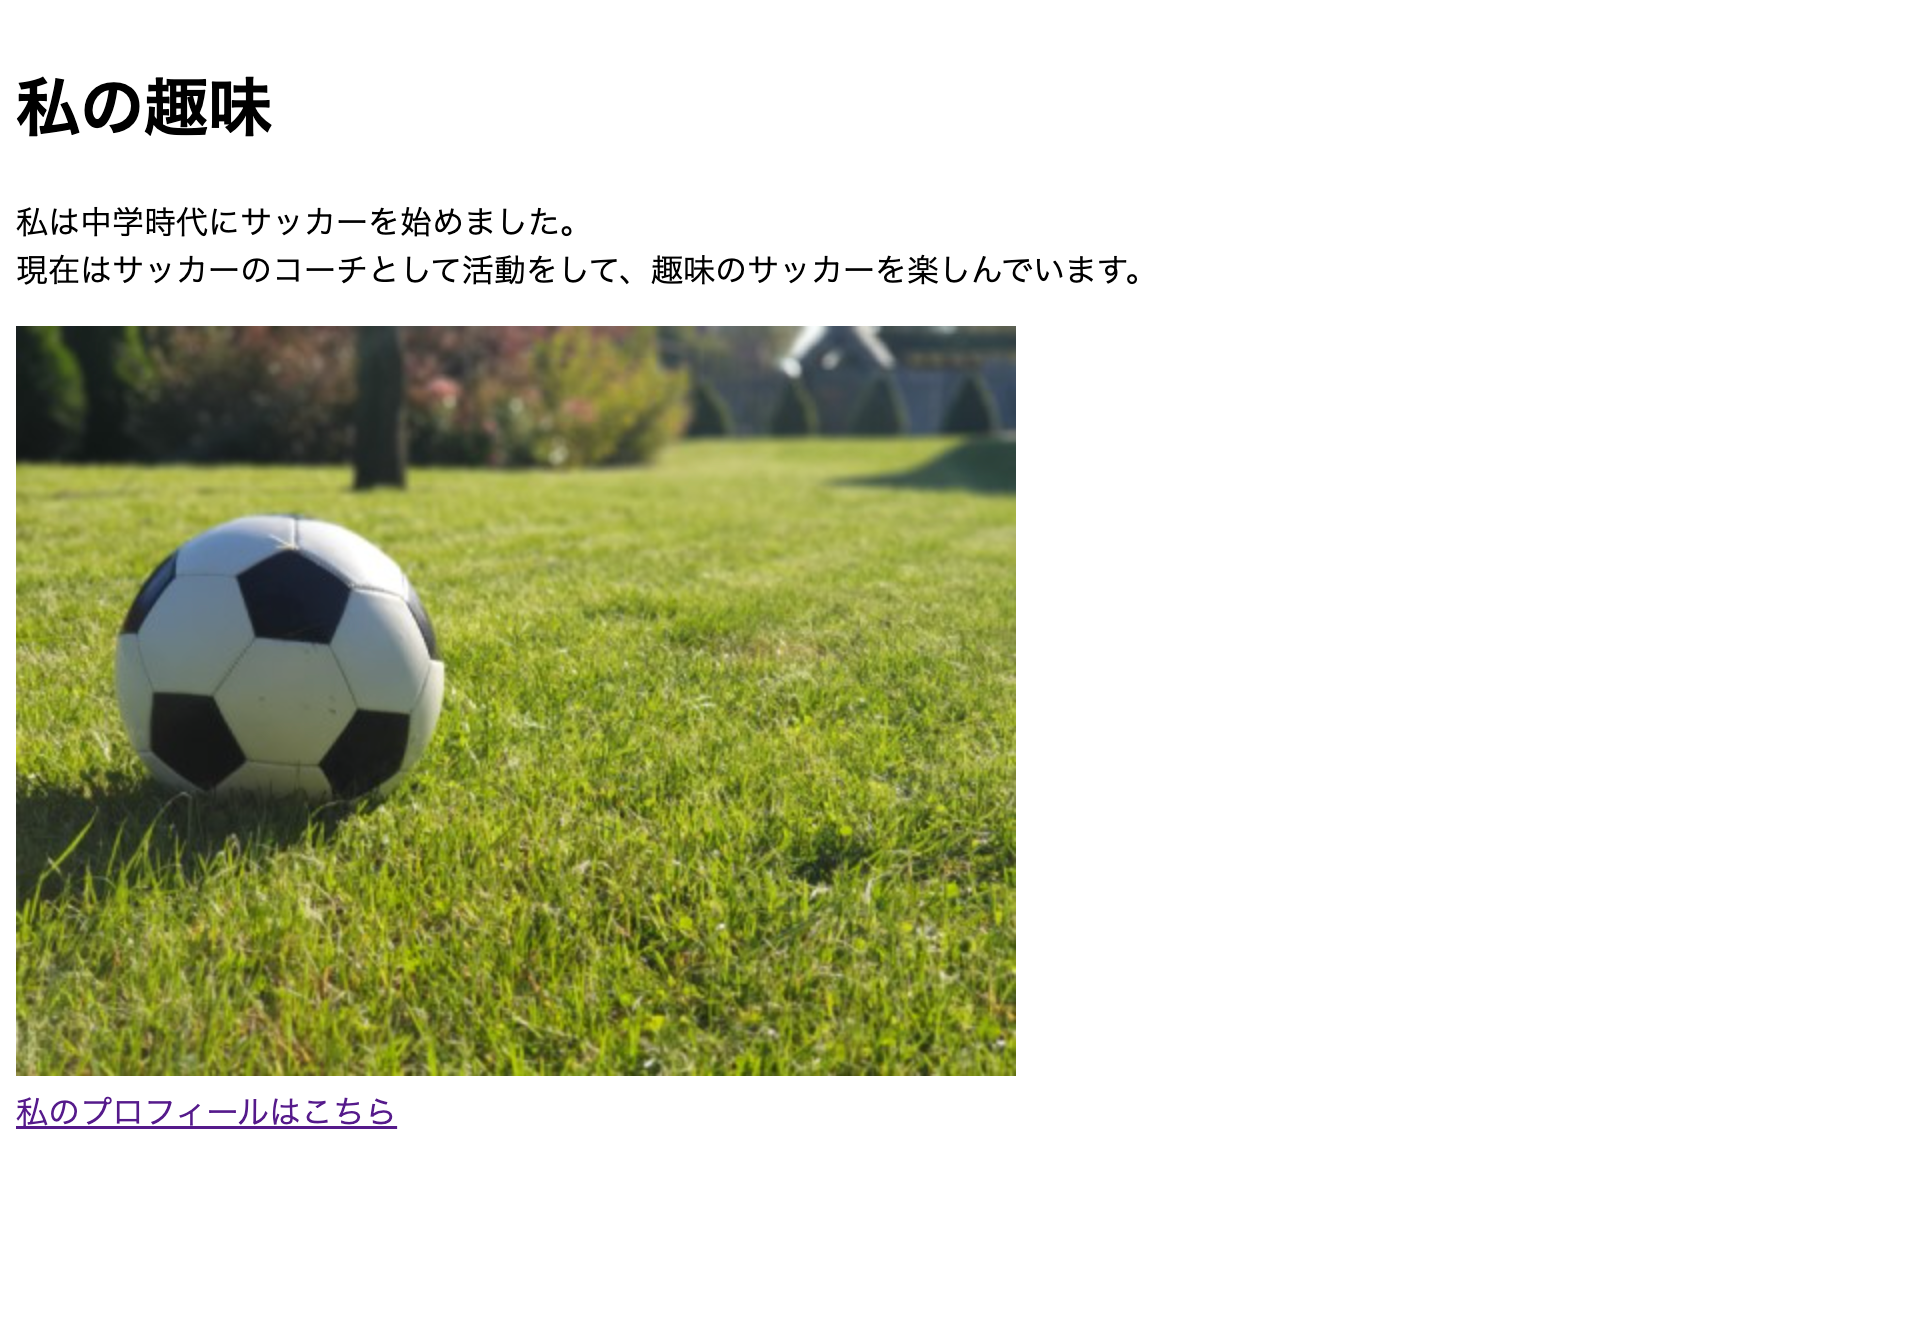 私の趣味
私は中学時代にサッカーを始めました。
現在はサッカーのコーチとして活動をして、趣味のサッカーを楽しんでいます。
私のプロフィールはこちら